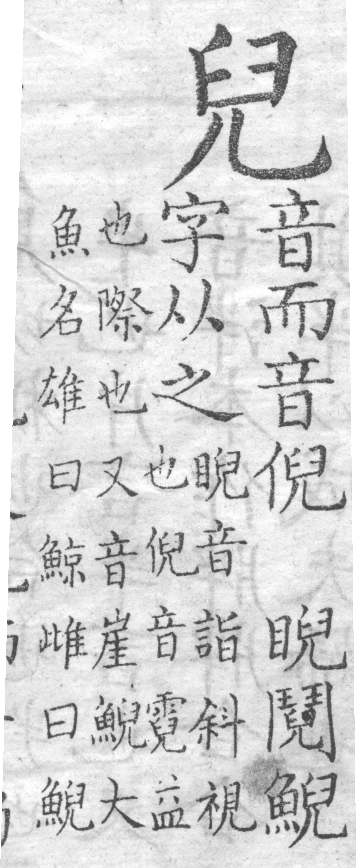 兒
音而音倪　睨鬩鯢
字从之
睨音詣斜視
也倪音霓益
也際也又音崖鯢大
魚名雄曰鯨雌曰鯢